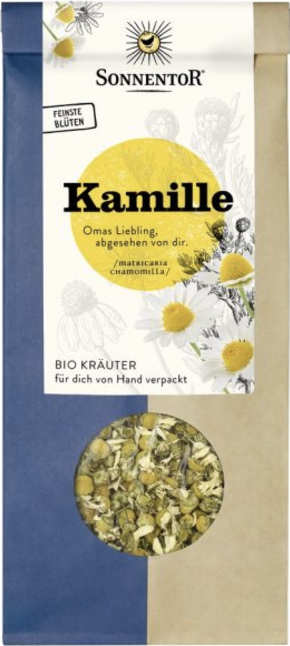 SONNENTOR®
FEINSTE
BLÜTEN
Kamille
Omas Liebling,
abgesehen von dir.
/MATRICARIA
CHAMOMILLA/
BIO KRÄUTER
für dich von Hand verpackt